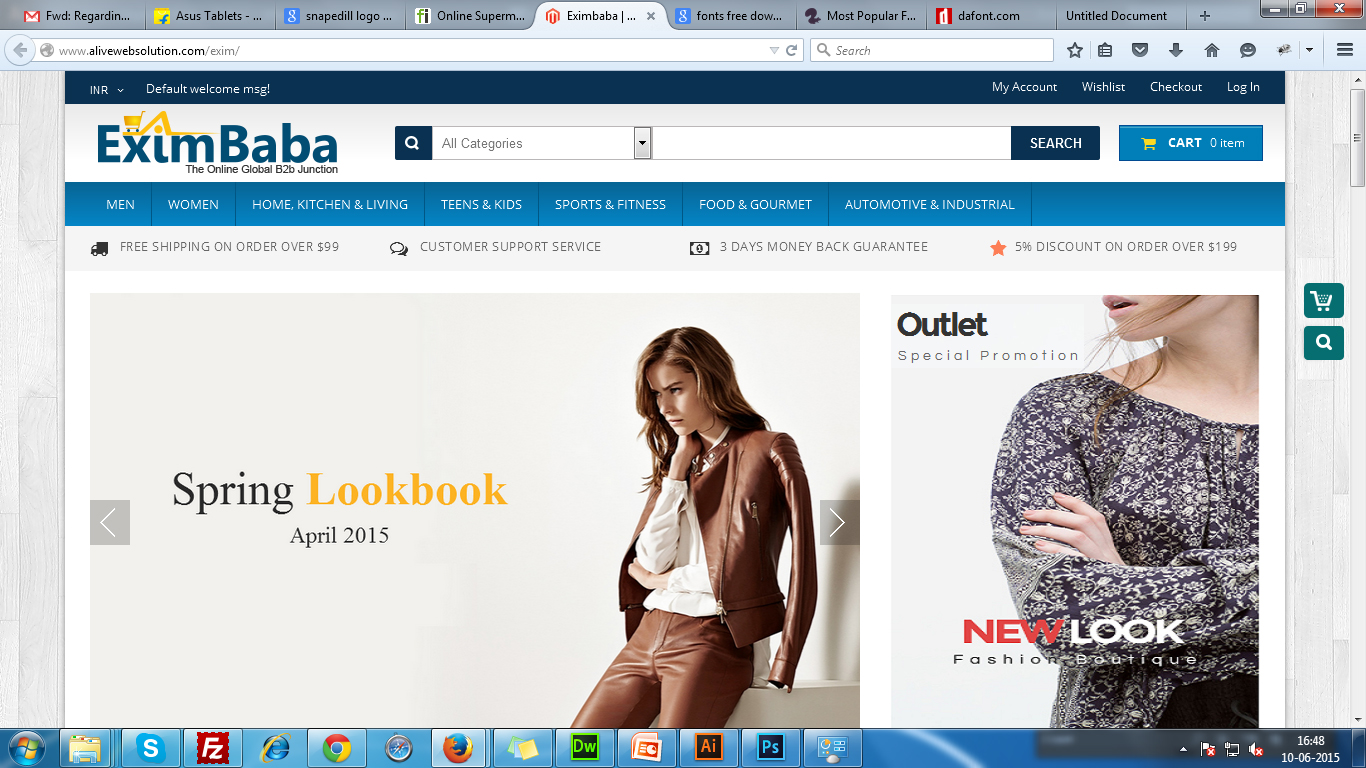 Fwd: Regardin...
Asus Tablets - ...
snapedill logo ...
Online Superm...
Eximbaba | ...
fonts free dow...
Most Popular F...
dafont.com
Untitled Document
www.alivewebsolution.com/exim/
Search
INR
Default welcome msg!
My Account
Wishlist
Checkout
Log In
EximBaba
The Online Global B2b Junction
All Categories
SEARCH
CART 0 item
MEN
WOMEN
HOME, KITCHEN & LIVING
TEENS & KIDS
SPORTS & FITNESS
FOOD & GOURMET
AUTOMOTIVE & INDUSTRIAL
FREE SHIPPING ON ORDER OVER $99
CUSTOMER SUPPORT SERVICE
3 DAYS MONEY BACK GUARANTEE
5% DISCOUNT ON ORDER OVER $199
Spring Lookbook
April 2015
Outlet
Special Promotion
NEW LOOK
Fashion Boutique
Dw
Ai
Ps
16:48
10-06-2015